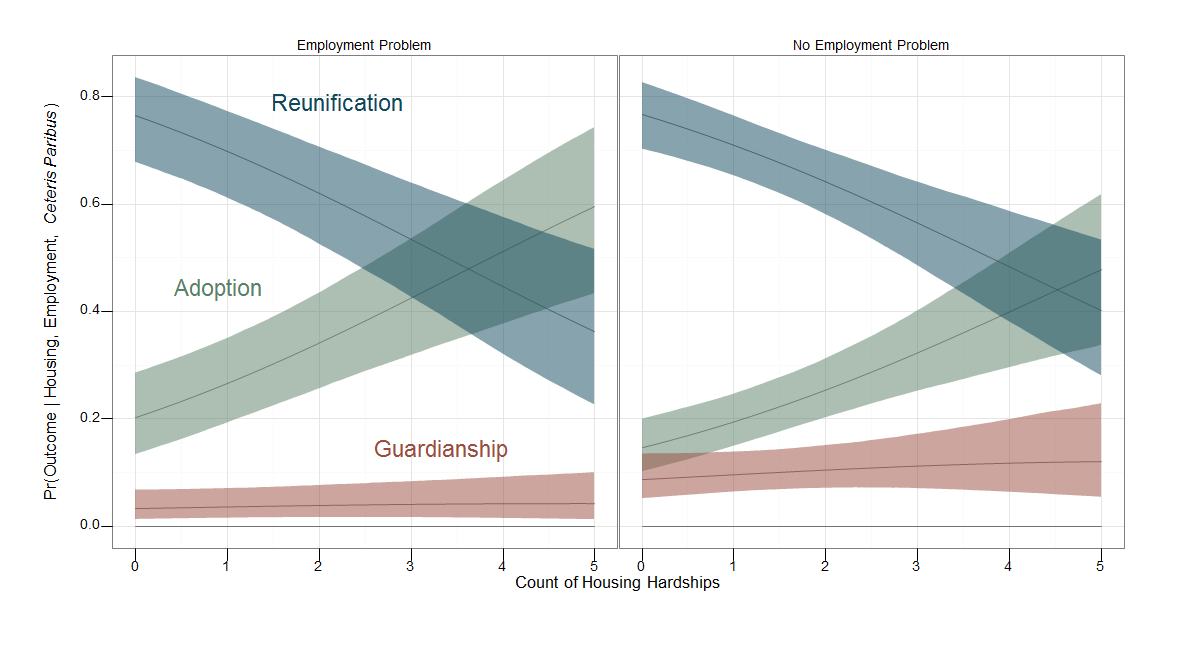 Employment Problem
No Employment Problem
Pr(Outcome | Housing, Employment, Ceteris Paribus )
0.8
0.6
0.4
0.2
0.0
Reunification
Adoption
Guardianship
0 1 2 3 4 5
0 1 2 3 4 5
Count of Housing Hardships